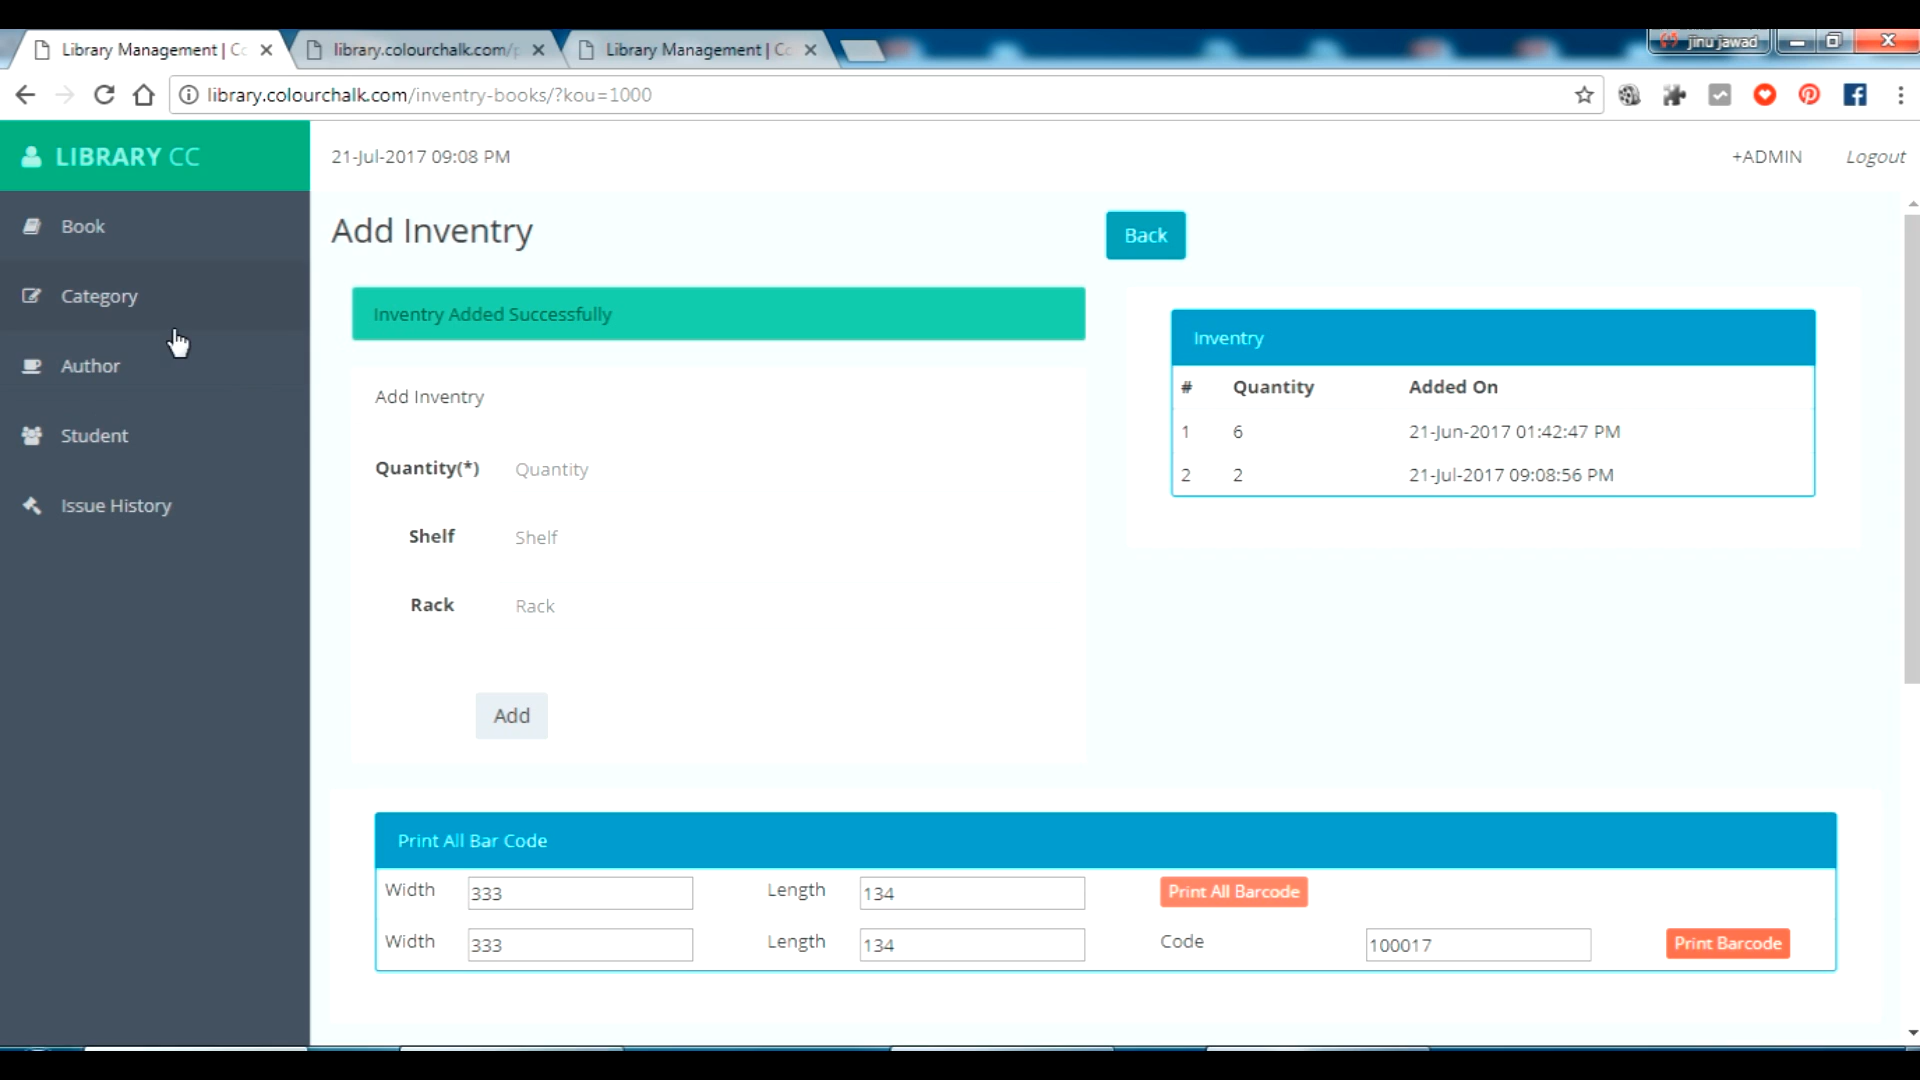 Library Management | Co
library.colourchalk.com/p
Library Management | Co
jinu jawad
library.colourchalk.com/inventry-books/?kou=1000
LIBRARY CC
21-Jul-2017 09:08 PM
+ADMIN
Logout
Book
Category
Author
Student
Issue History
Add Inventry
Back
Inventry Added Successfully
Add Inventry
Quantity(*)
Quantity
Shelf
Shelf
Rack
Rack
Add
Inventry
# Quantity Added On
1 6 21-Jun-2017 01:42:47 PM
2 2 21-Jul-2017 09:08:56 PM
Print All Bar Code
Width 333 Length 134 Print All Barcode
Width 333 Length 134 Code 100017 Print Barcode